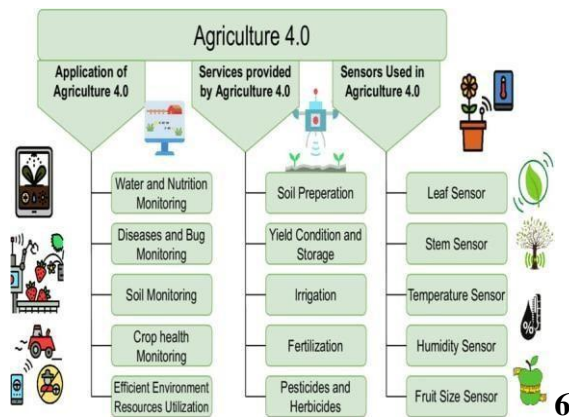 Agriculture 4.0
Application of
Agriculture 4.0
Services provided
by Agriculture 4.0
Sensors Used in
Agriculture 4.0
Water and Nutrition
Monitoring
Diseases and Bug
Monitoring
Soil Monitoring
Crop health
Monitoring
Efficient Environment
Resources Utilization
Soil Preperation
Yield Condition and
Storage
Irrigation
Fertilization
Pesticides and
Herbicides
Leaf Sensor
Stem Sensor
Temperature Sensor
Humidity Sensor
Fruit Size Sensor
%
6